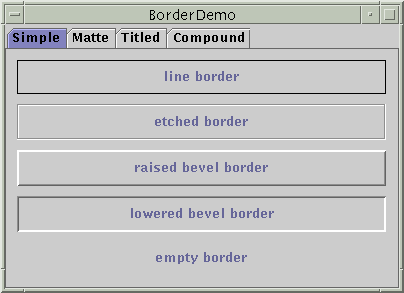 BorderDemo
Simple Matte Titled Compound
line border
etched border
raised bevel border
lowered bevel border
empty border